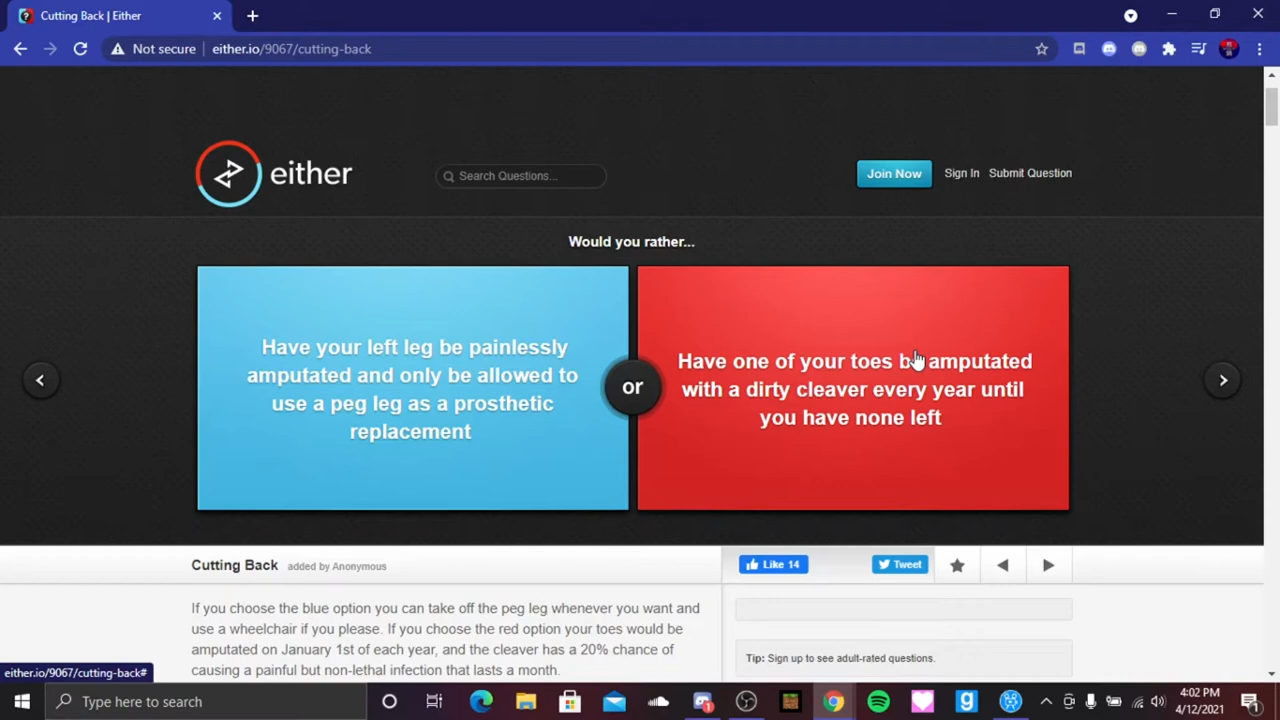 Cutting Back | Either
Not secure
either.io/9067/cutting-back
either
Search Questions...
Join Now
Sign In
Submit Question
Would you rather...
Have your left leg be painlessly
amputated and only be allowed to
use a peg leg as a prosthetic
replacement
or
Have one of your toes be amputated
with a dirty cleaver every year until
you have none left
Cutting Back
added by Anonymous
Like 14
Tweet
If you choose the blue option you can take off the peg leg whenever you want and
use a wheelchair if you please. If you choose the red option your toes would be
amputated on January 1st of each year, and the cleaver has a 20% chance of
causing a painful but non-lethal infection that lasts a month.
Tip: Sign up to see adult-rated questions.
either.io/9067/cutting-back#
Type here to search
4:02 PM
4/12/2021